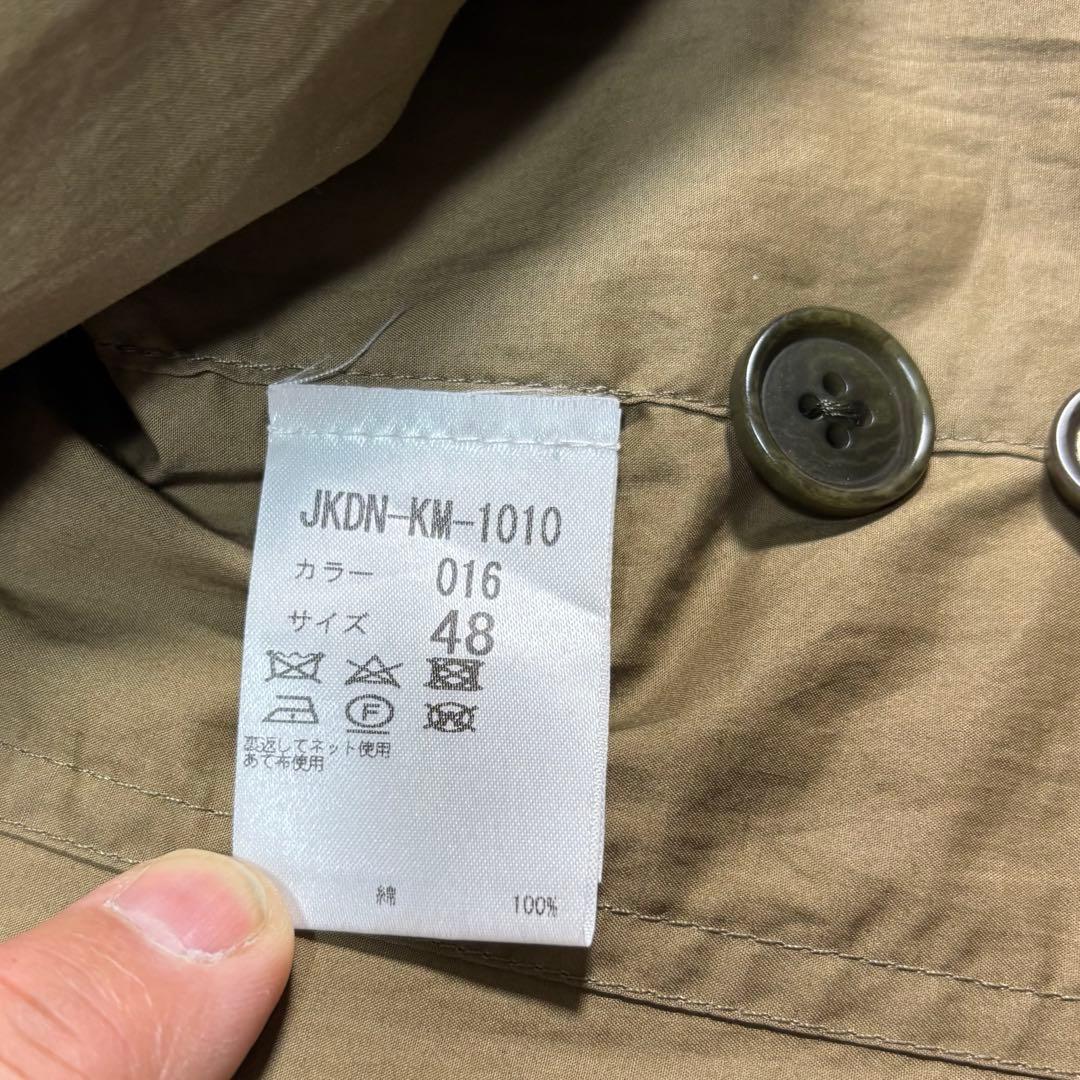 JKDN-KM-1010
カラー 016
サイズ 48
F
W
裏返してネット使用
あて布使用
綿 100%